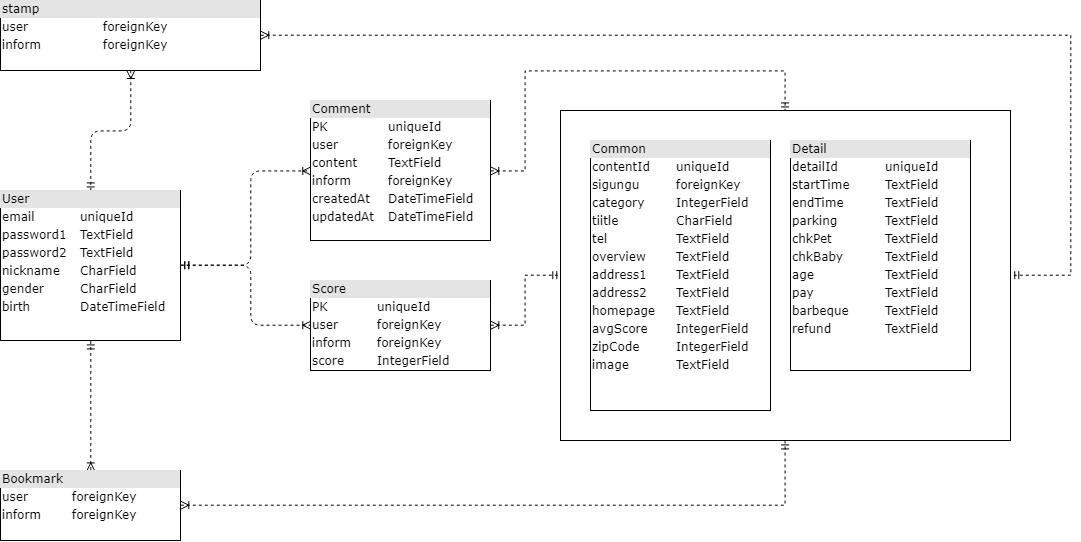 stamp
user foreignKey
inform foreignKey
Comment
PK uniqueId
user foreignKey
content TextField
inform foreignKey
createdAt DateTimeField
updatedAt DateTimeField
Common
contentId uniqueId
sigungu foreignKey
category IntegerField
tiitle CharField
tel TextField
overview TextField
address1 TextField
address2 TextField
homepage TextField
avgScore IntegerField
zipCode IntegerField
image TextField
Detail
detailId uniqueId
startTime TextField
endTime TextField
parking TextField
chkPet TextField
chkBaby TextField
age TextField
pay TextField
barbeque TextField
refund TextField
User
email uniqueId
password1 TextField
password2 TextField
nickname CharField
gender CharField
birth DateTimeField
Score
PK uniqueId
user foreignKey
inform foreignKey
score IntegerField
Bookmark
user foreignKey
inform foreignKey